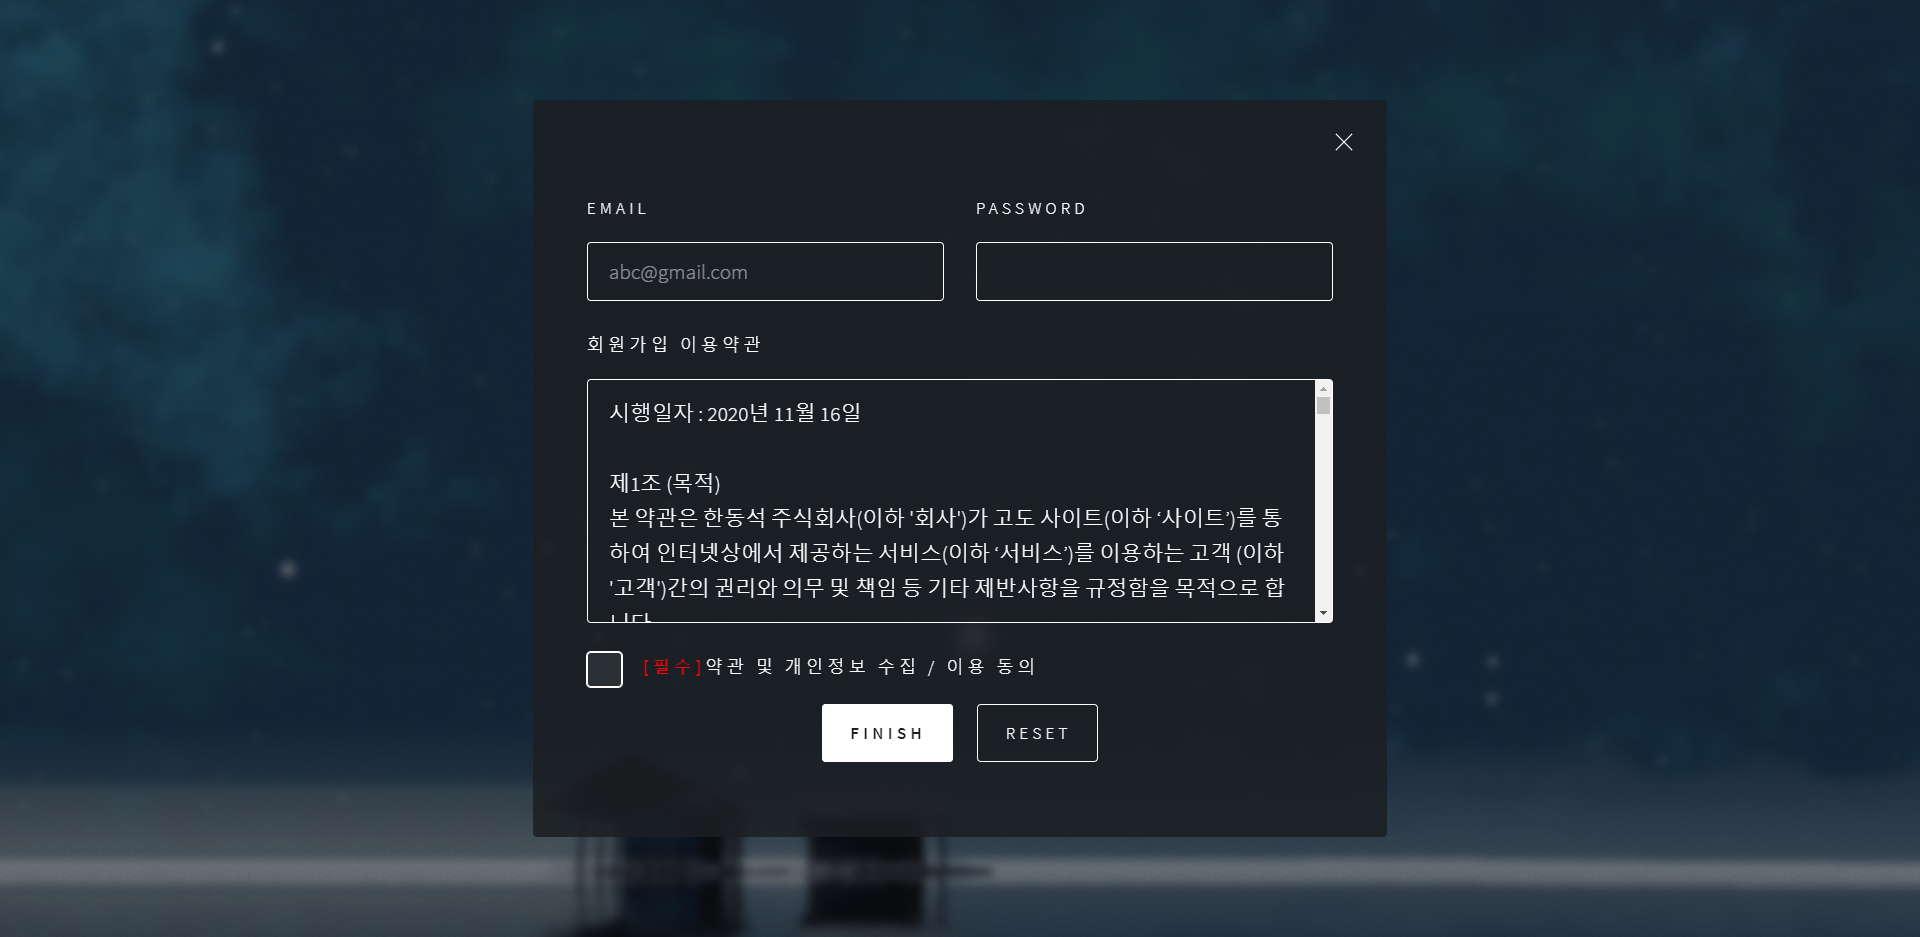 EMAIL
PASSWORD
abc@gmail.com
회원가입 이용약관
시행일자 : 2020년 11월 16일
제1조 (목적)
본 약관은 한동석 주식회사(이하 '회사')가 고도 사이트(이하 ‘사이트’)를 통
하여 인터넷상에서 제공하는 서비스(이하 ‘서비스’)를 이용하는 고객 (이하
'고객')간의 권리와 의무 및 책임 등 기타 제반사항을 규정함을 목적으로 합
[필수]약관 및 개인정보 수집 / 이용 동의
FINISH
RESET